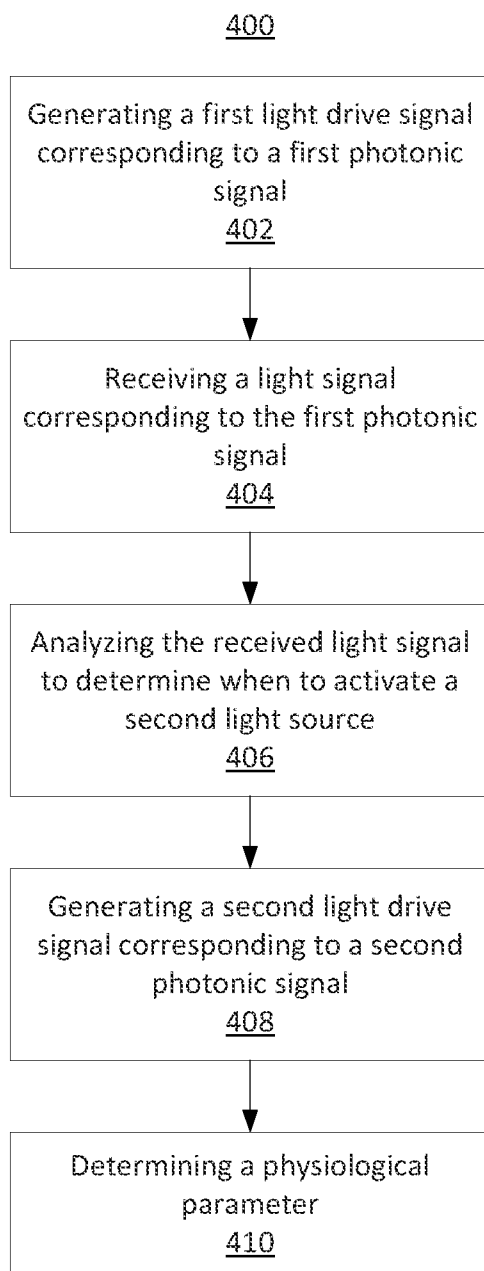 400
Generating a first light drive signal
corresponding to a first photonic
signal
402
Receiving a light signal
corresponding to the first photonic
signal
404
Analyzing the received light signal
to determine when to activate a
second light source
406
Generating a second light drive
signal corresponding to a second
photonic signal
408
Determining a physiological
parameter
410